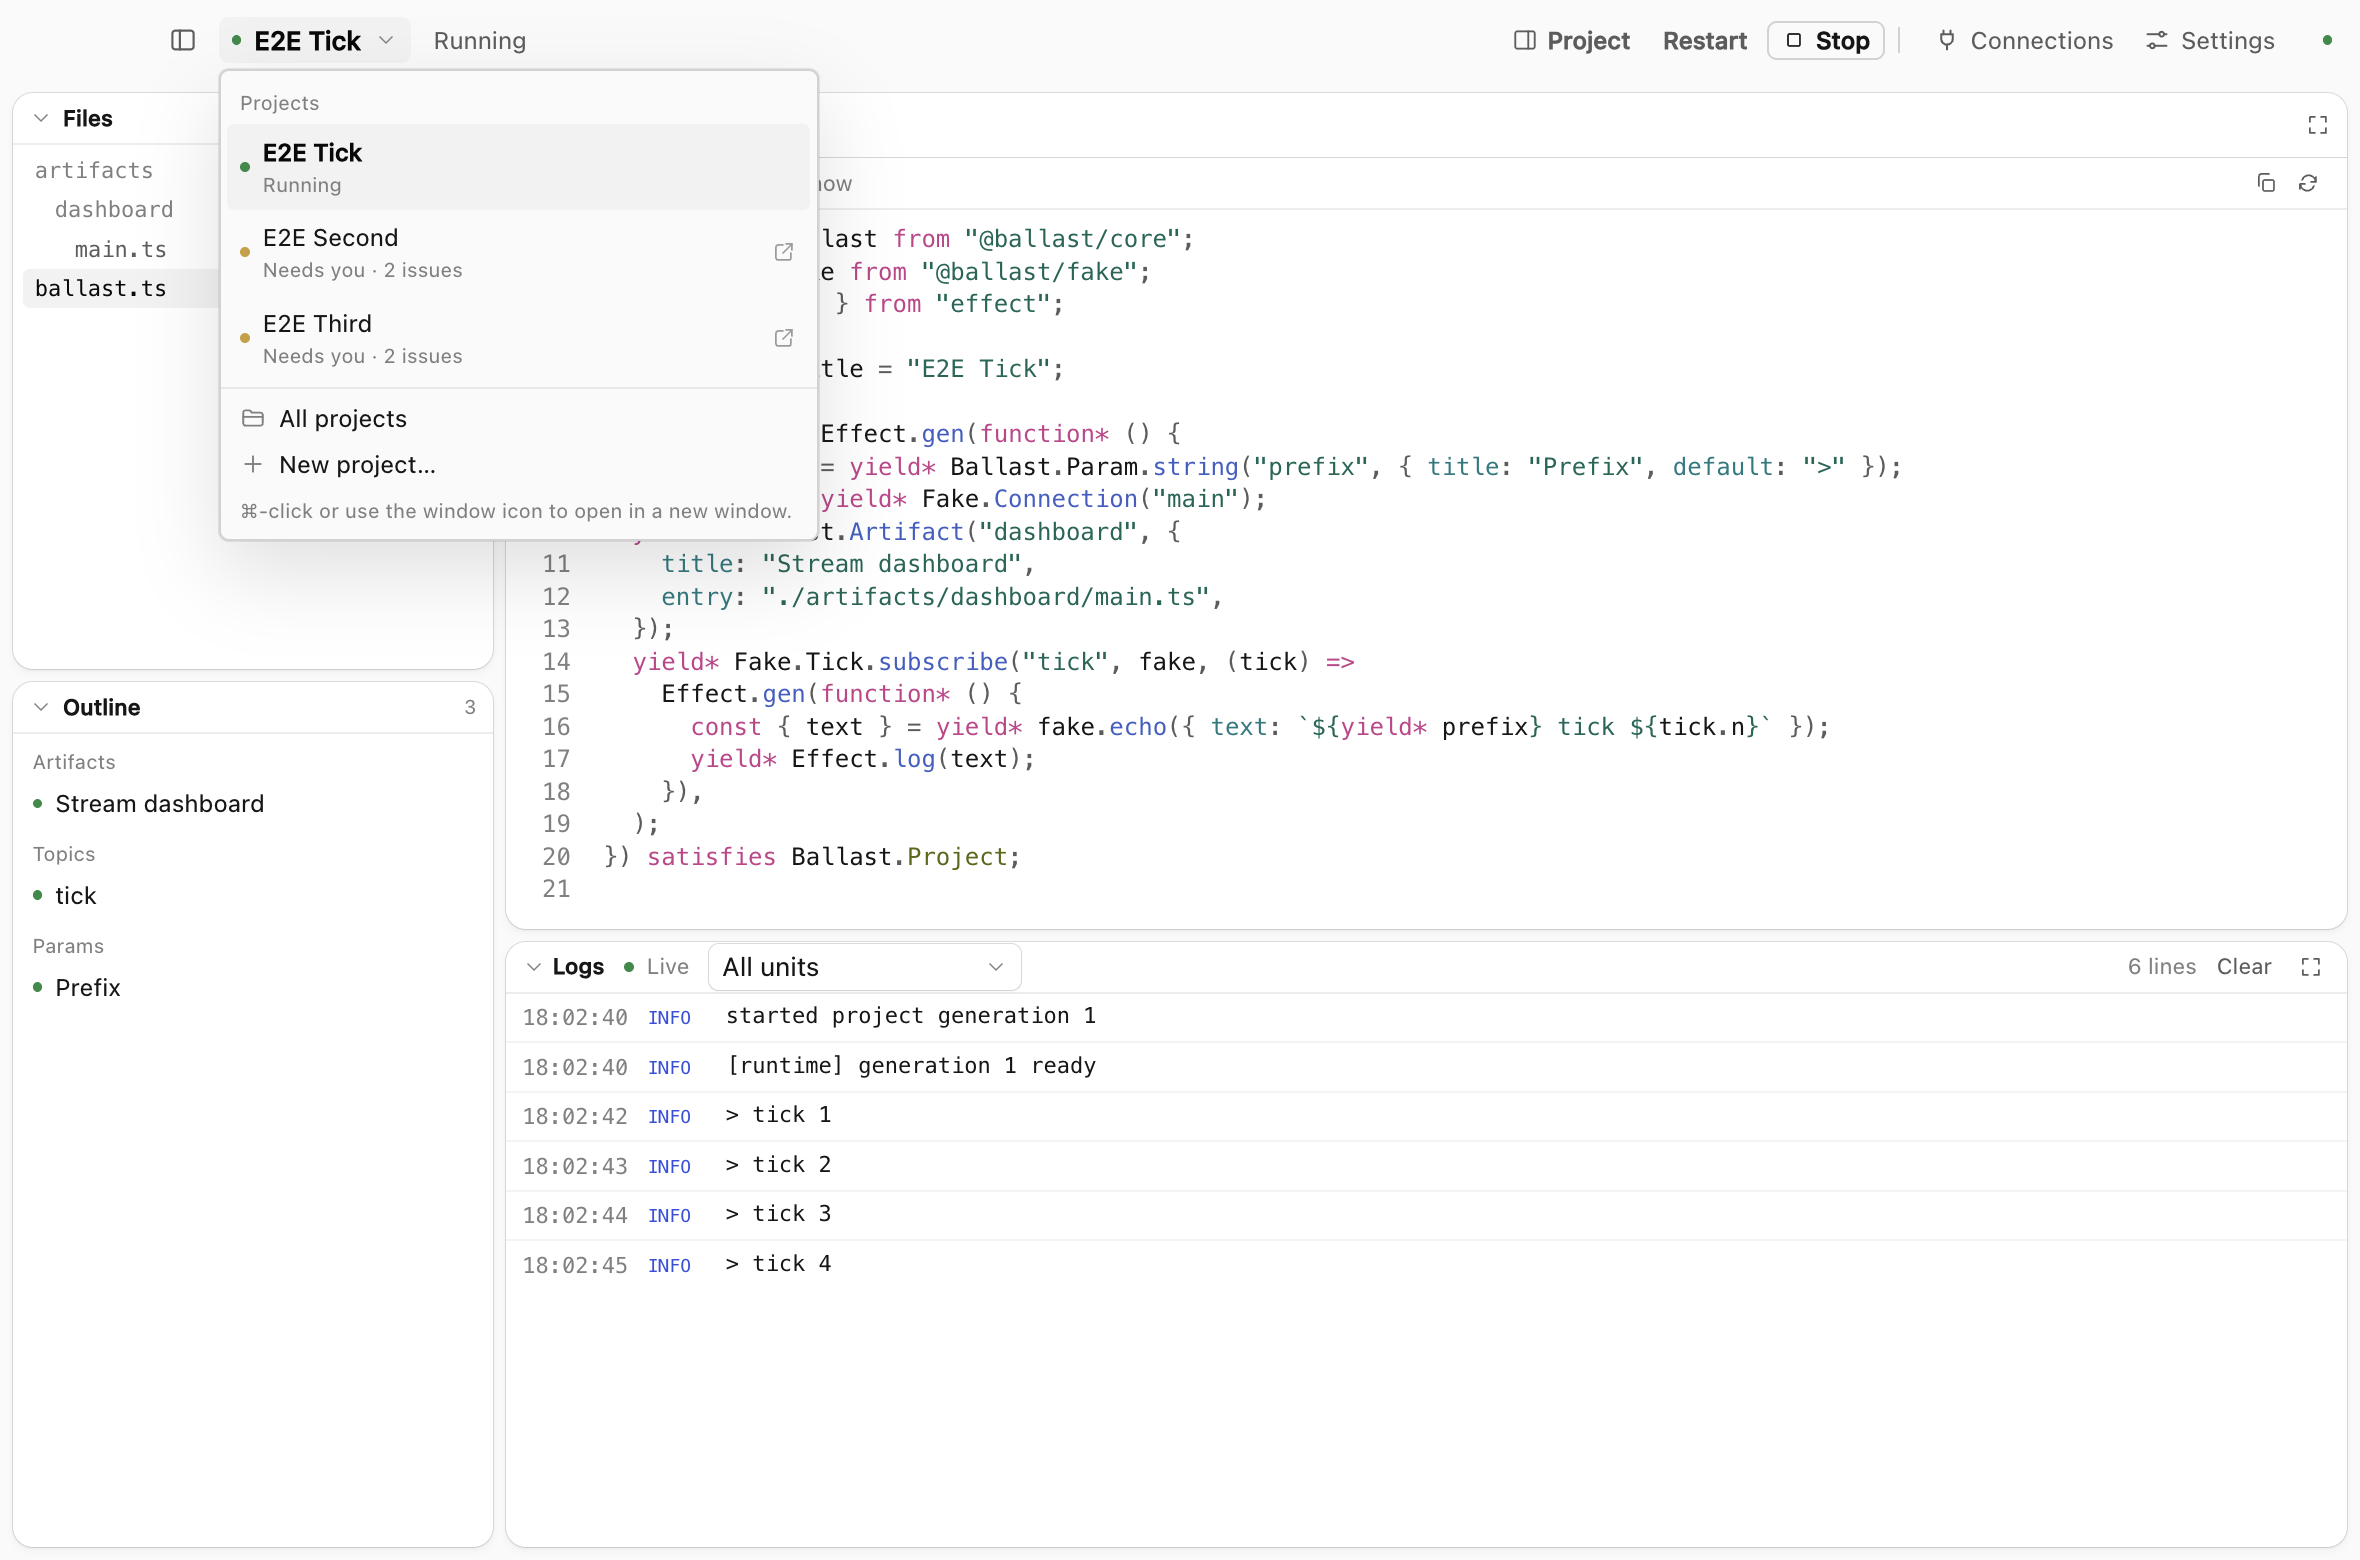 E2E Tick
Running
Project
Restart
Stop
Connections
Settings
Projects
E2E Tick
Running
E2E Second
Needs you · 2 issues
E2E Third
Needs you · 2 issues
All projects
New project...
⌘-click or use the window icon to open in a new window.
Files
artifacts
dashboard
main.ts
ballast.ts
Outline
3
Artifacts
Stream dashboard
Topics
tick
Params
Prefix
from "@ballast/core";
from "@ballast/fake";
} from "effect";
= "E2E Tick";
Effect.gen(function* () {
= yield* Ballast.Param.string("prefix", { title: "Prefix", default: ">" });
yield* Fake.Connection("main");
.Artifact("dashboard", {
11 title: "Stream dashboard",
12 entry: "./artifacts/dashboard/main.ts",
13 });
14 yield* Fake.Tick.subscribe("tick", fake, (tick) =>
15 Effect.gen(function* () {
16 const { text } = yield* fake.echo({ text: `${yield* prefix} tick ${tick.n}` });
17 yield* Effect.log(text);
18 }),
19 );
20 }) satisfies Ballast.Project;
21
Logs
Live
All units
6 lines
Clear
18:02:40 INFO started project generation 1
18:02:40 INFO [runtime] generation 1 ready
18:02:42 INFO > tick 1
18:02:43 INFO > tick 2
18:02:44 INFO > tick 3
18:02:45 INFO > tick 4